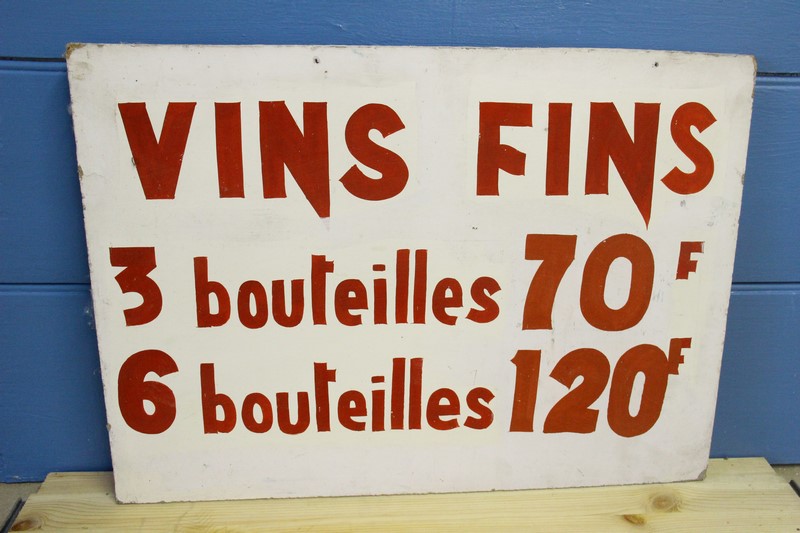 VINS FINS
3 bouteilles 70F
6 bouteilles 120F